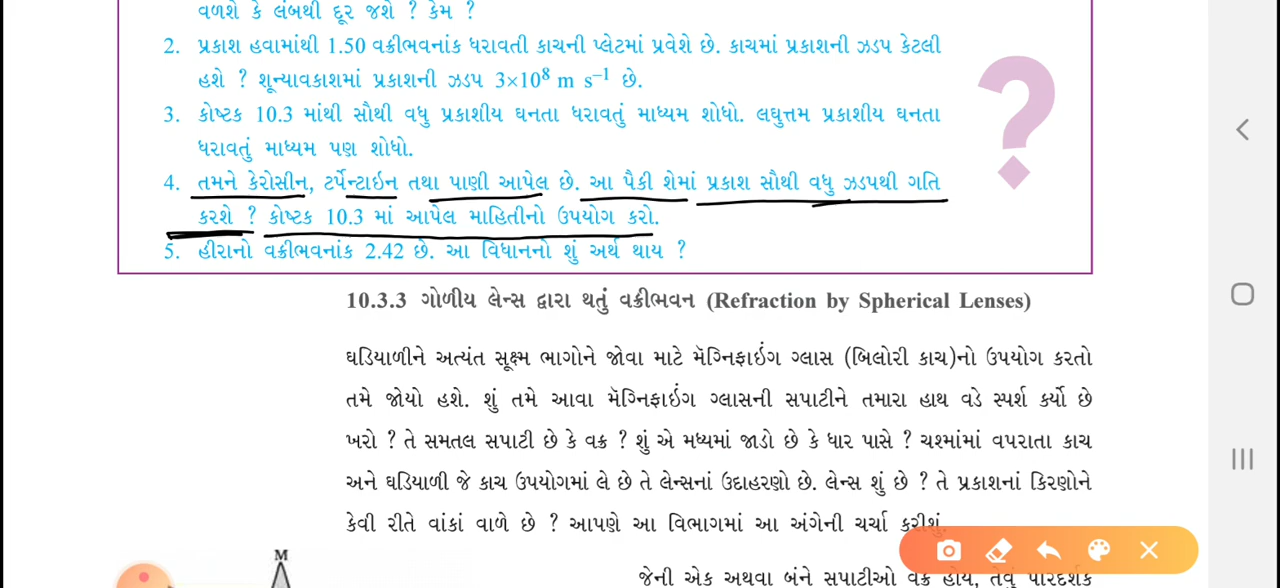 વળશે કે લંબથી દૂર જશે ? કેમ ?
2. પ્રકાશ હવામાંથી 1.50 વક્રીભવનાંક ધરાવતી કાચની પ્લેટમાં પ્રવેશે છે. કાચમાં પ્રકાશની ઝડપ કેટલી
હશે ? શૂન્યાવકાશમાં પ્રકાશની ઝડપ 3×10⁸ m s⁻¹ છે.
3. કોષ્ટક 10.3 માંથી સૌથી વધુ પ્રકાશીય ઘનતા ધરાવતું માધ્યમ શોધો. લઘુત્તમ પ્રકાશીય ઘનતા
ધરાવતું માધ્યમ પણ શોધો.
4. તમને કેરોસીન, ટર્પેન્ટાઇન તથા પાણી આપેલ છે. આ પૈકી શેમાં પ્રકાશ સૌથી વધુ ઝડપથી ગતિ
કરશે ? કોષ્ટક 10.3 માં આપેલ માહિતીનો ઉપયોગ કરો.
5. હીરાનો વક્રીભવનાંક 2.42 છે. આ વિધાનનો શું અર્થ થાય ?
?
10.3.3 ગોળીય લેન્સ દ્વારા થતું વક્રીભવન (Refraction by Spherical Lenses)
ઘડિયાળીને અત્યંત સૂક્ષ્મ ભાગોને જોવા માટે મૅગ્નિફાઇંગ ગ્લાસ (બિલોરી કાચ)નો ઉપયોગ કરતો
તમે જોયો હશે. શું તમે આવા મૅગ્નિફાઇંગ ગ્લાસની સપાટીને તમારા હાથ વડે સ્પર્શ કર્યો છે
ખરો ? તે સમતલ સપાટી છે કે વક્ર ? શું એ મધ્યમાં જાડો છે કે ધાર પાસે ? ચશ્માંમાં વપરાતા કાચ
અને ઘડિયાળી જે કાચ ઉપયોગમાં લે છે તે લેન્સનાં ઉદાહરણો છે. લેન્સ શું છે ? તે પ્રકાશનાં કિરણોને
કેવી રીતે વાંકાં વાળે છે ? આપણે આ વિભાગમાં આ અંગેની ચર્ચા કરીશું.
M
જેની એક અથવા બંને સપાટીઓ વક્ર હોય, તેવું પારદર્શક